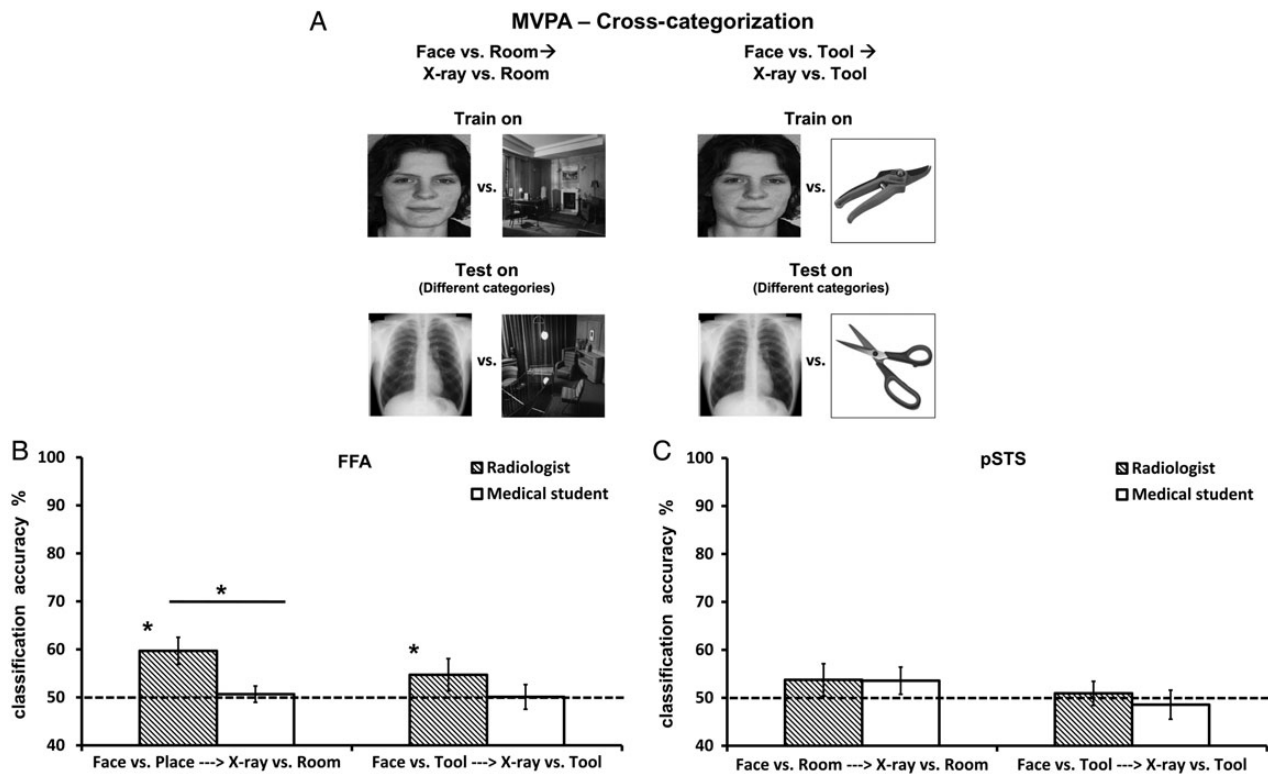 A
MVPA – Cross-categorization
Face vs. Room→
X-ray vs. Room
Train on
vs.
Test on
(Different categories)
vs.
Face vs. Tool →
X-ray vs. Tool
Train on
vs.
Test on
(Different categories)
vs.
B
FFA
Radiologist
Medical student
classification accuracy %
100
90
80
70
60
50
40
*
*
*
Face vs. Place ---> X-ray vs. Room
Face vs. Tool ---> X-ray vs. Tool
C
pSTS
Radiologist
Medical student
classification accuracy %
100
90
80
70
60
50
40
Face vs. Room ---> X-ray vs. Room
Face vs. Tool ---> X-ray vs. Tool